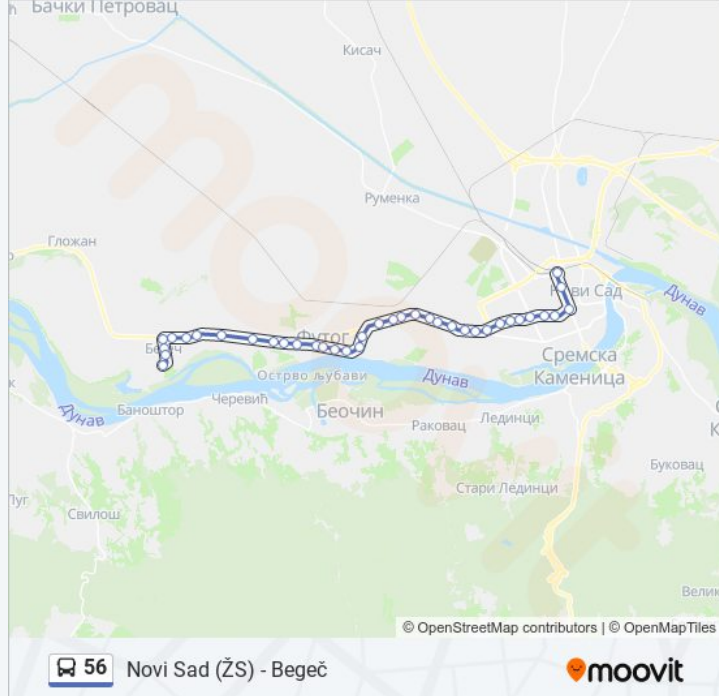 Бачки Петровац
Кисач
Руменка
Гложан
Дунав
Нови Сад
Футог
Бегеч
Сремска
Каменица
Острво љубави
Дунав
Баноштор
Черевић
Беочин
Дунав
Раковац
Лединци
Буковац
Стари Лединци
Свилош
© OpenStreetMap contributors | © OpenMapTiles
56
Novi Sad (ŽS) - Begeč
moovit